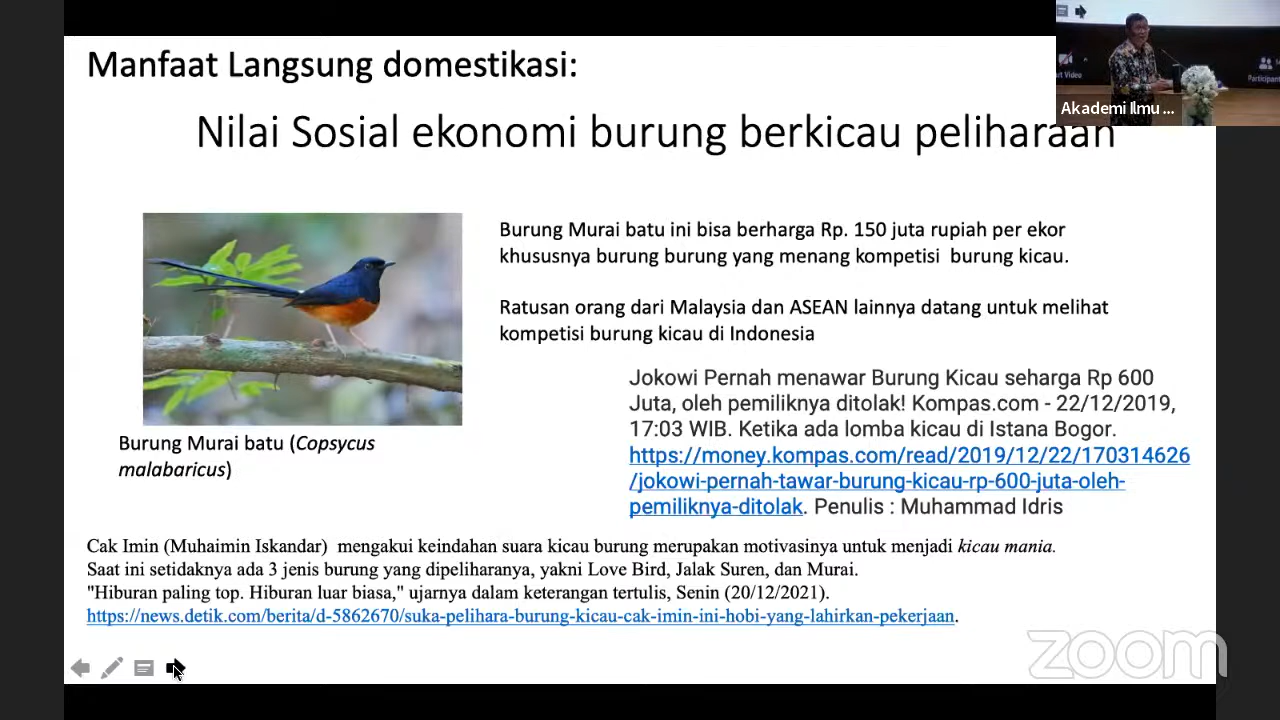 Manfaat Langsung domestikasi:
Nilai Sosial ekonomi burung berkicau peliharaan
Akademi Ilmu ...
Burung Murai batu ini bisa berharga Rp. 150 juta rupiah per ekor
khususnya burung burung yang menang kompetisi burung kicau.
Ratusan orang dari Malaysia dan ASEAN lainnya datang untuk melihat
kompetisi burung kicau di Indonesia
Jokowi Pernah menawar Burung Kicau seharga Rp 600
Juta, oleh pemiliknya ditolak! Kompas.com - 22/12/2019,
17:03 WIB. Ketika ada lomba kicau di Istana Bogor.
https://money.kompas.com/read/2019/12/22/170314626
/jokowi-pernah-tawar-burung-kicau-rp-600-juta-oleh-
pemiliknya-ditolak. Penulis : Muhammad Idris
Burung Murai batu (Copsycus
malabaricus)
Cak Imin (Muhaimin Iskandar) mengakui keindahan suara kicau burung merupakan motivasinya untuk menjadi kicau mania.
Saat ini setidaknya ada 3 jenis burung yang dipeliharanya, yakni Love Bird, Jalak Suren, dan Murai.
"Hiburan paling top. Hiburan luar biasa," ujarnya dalam keterangan tertulis, Senin (20/12/2021).
https://news.detik.com/berita/d-5862670/suka-pelihara-burung-kicau-cak-imin-ini-hobi-yang-lahirkan-pekerjaan.
zoom